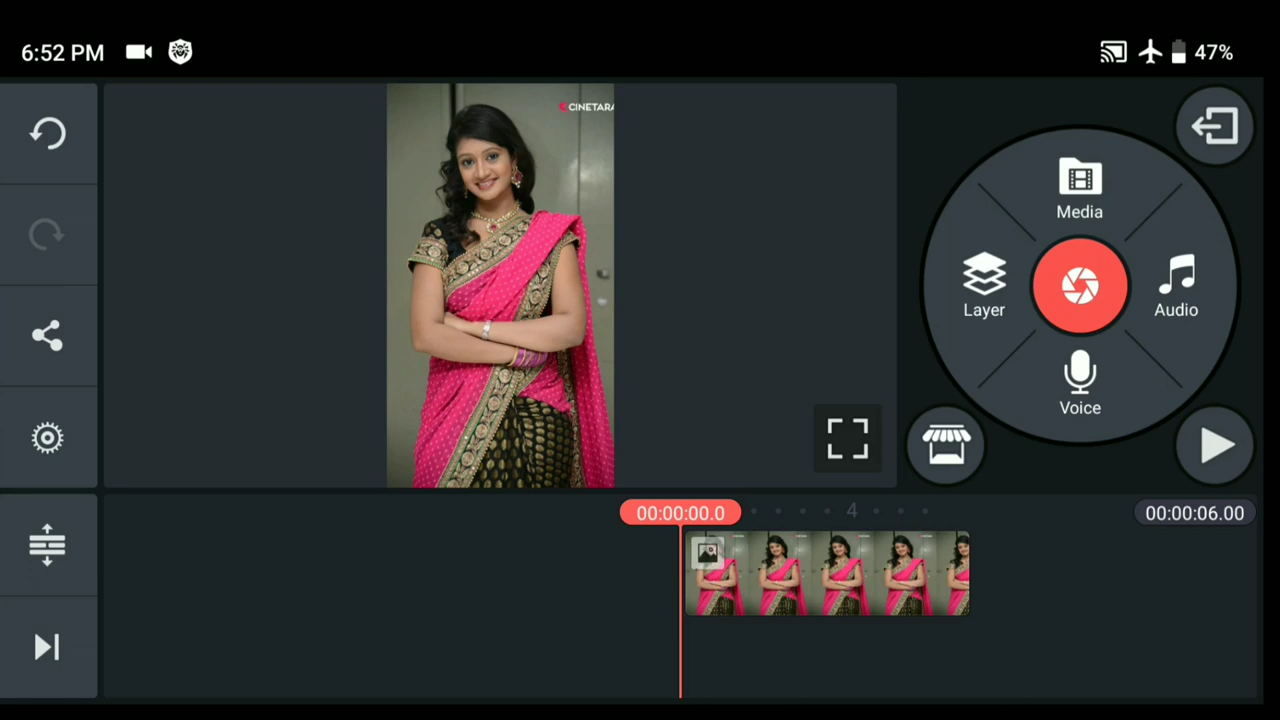 6:52 PM
47%
CINETARA
Media
Layer
Audio
Voice
00:00:00.0
4
00:00:06.00